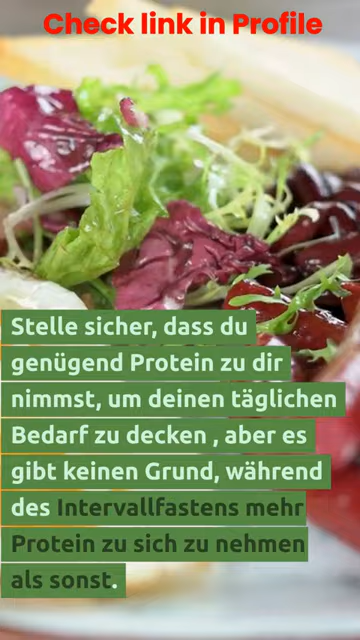 Check link in Profile
Stelle sicher, dass du
genügend Protein zu dir
nimmst, um deinen täglichen
Bedarf zu decken , aber es
gibt keinen Grund, während
des Intervallfastens mehr
Protein zu sich zu nehmen
als sonst.